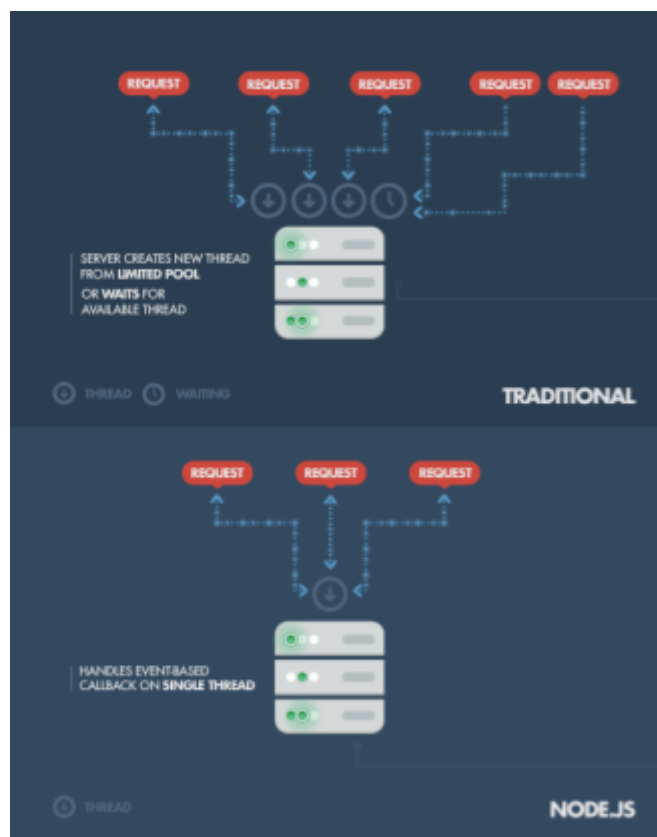 REQUEST REQUEST REQUEST REQUEST REQUEST
SERVER CREATES NEW THREAD
FROM LIMITED POOL
OR WAITS FOR
AVAILABLE THREAD
THREAD WAITING
TRADITIONAL
REQUEST REQUEST REQUEST
HANDLES EVENT-BASED
CALLBACK ON SINGLE THREAD
THREAD
NODE.JS